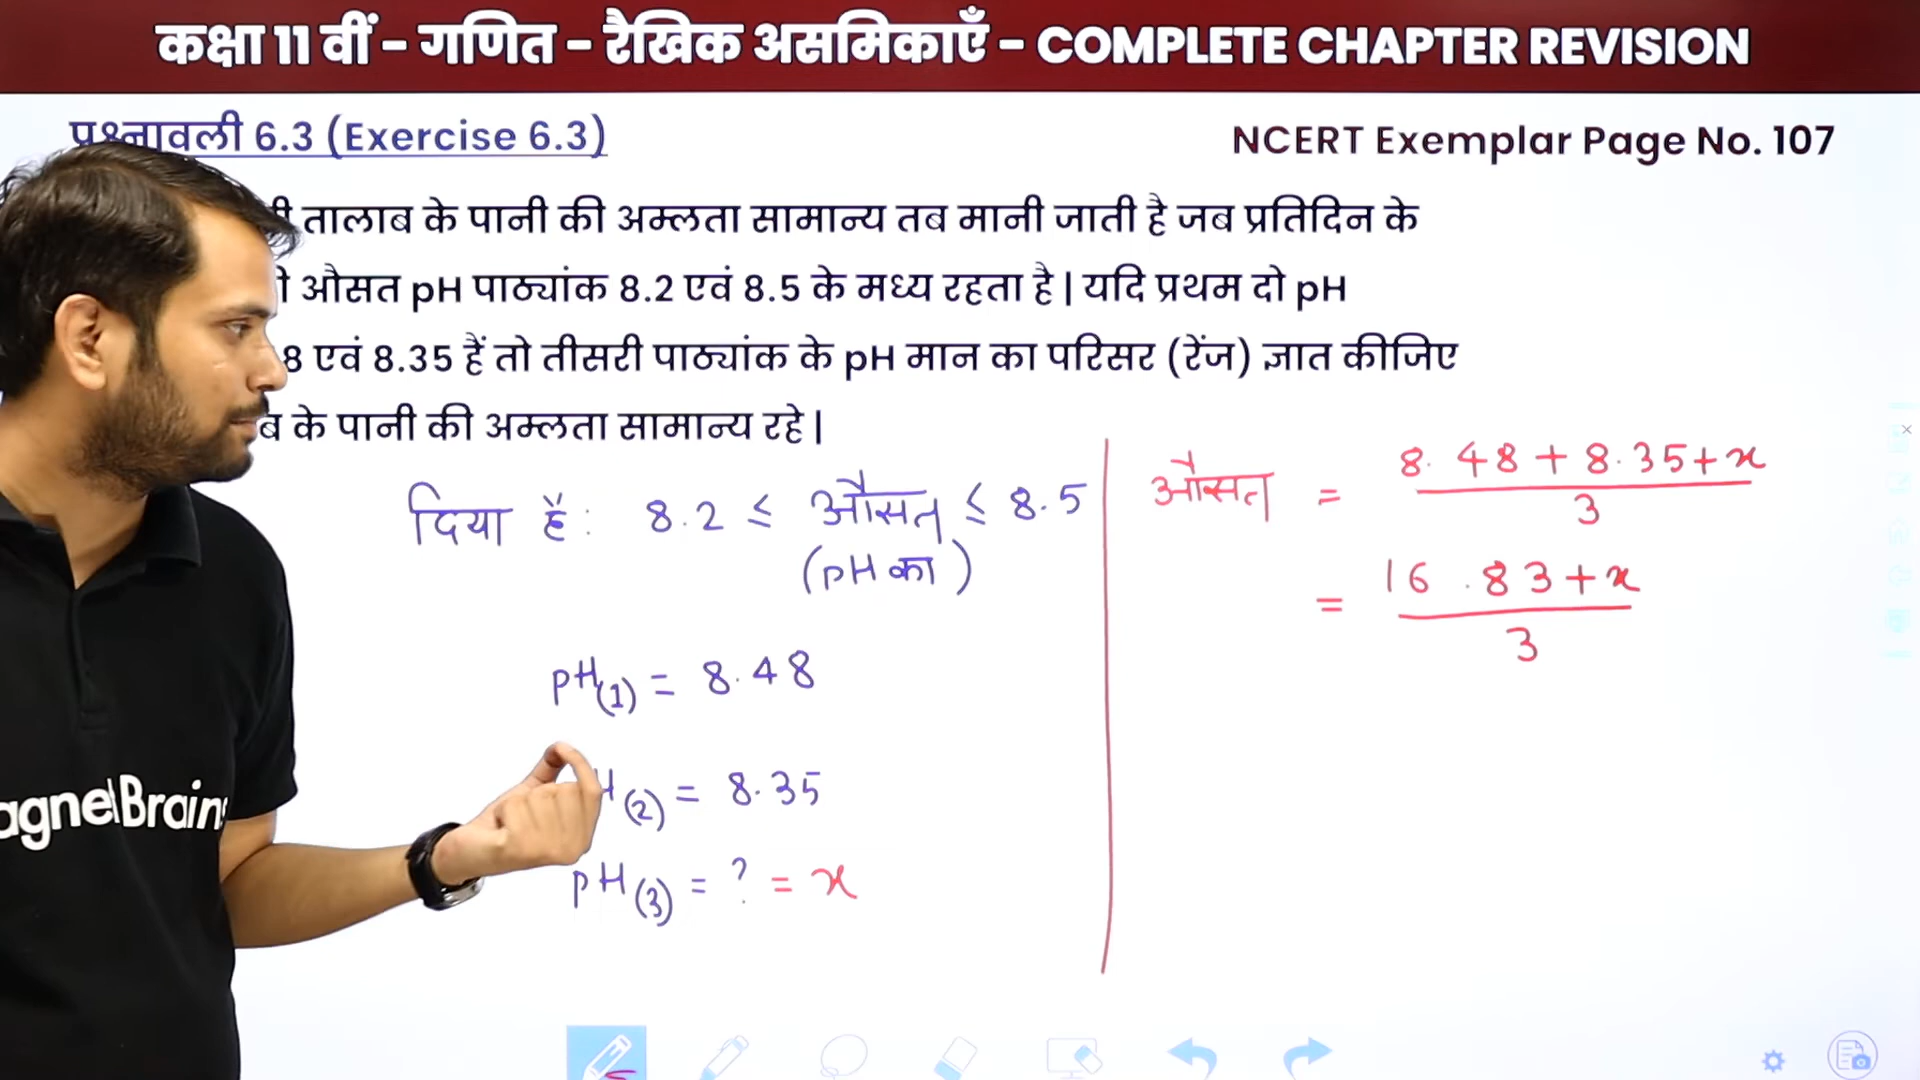 कक्षा 11 वीं - गणित - रैखिक असमिकाएँ - COMPLETE CHAPTER REVISION
प्रश्नावली 6.3 (Exercise 6.3)
NCERT Exemplar Page No. 107
तालाब के पानी की अम्लता सामान्य तब मानी जाती है जब प्रतिदिन के
औसत pH पाठ्यांक 8.2 एवं 8.5 के मध्य रहता है | यदि प्रथम दो pH
8 एवं 8.35 हैं तो तीसरी पाठ्यांक के pH मान का परिसर (रेंज) ज्ञात कीजिए
के पानी की अम्लता सामान्य रहे |
दिया है : 8.2 ≤ औसत ≤ 8.5
(pH का)
pH(1) = 8.48
H(2) = 8.35
pH(3) = ? = x
औसत = 8.48 + 8.35 + x / 3
= 16.83 + x / 3
agnetBrains